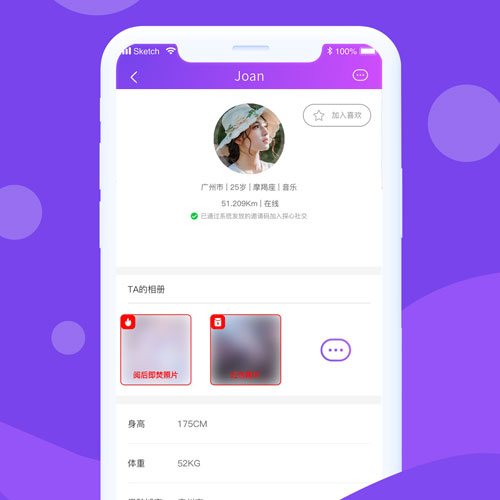 Sketch 100%
Joan
加入喜欢
广州市 | 25岁 | 摩羯座 | 音乐
51.209Km | 在线
已通过系统发放的邀请码加入探心社交
TA的相册
阅后即焚照片
身高 175CM
体重 52KG